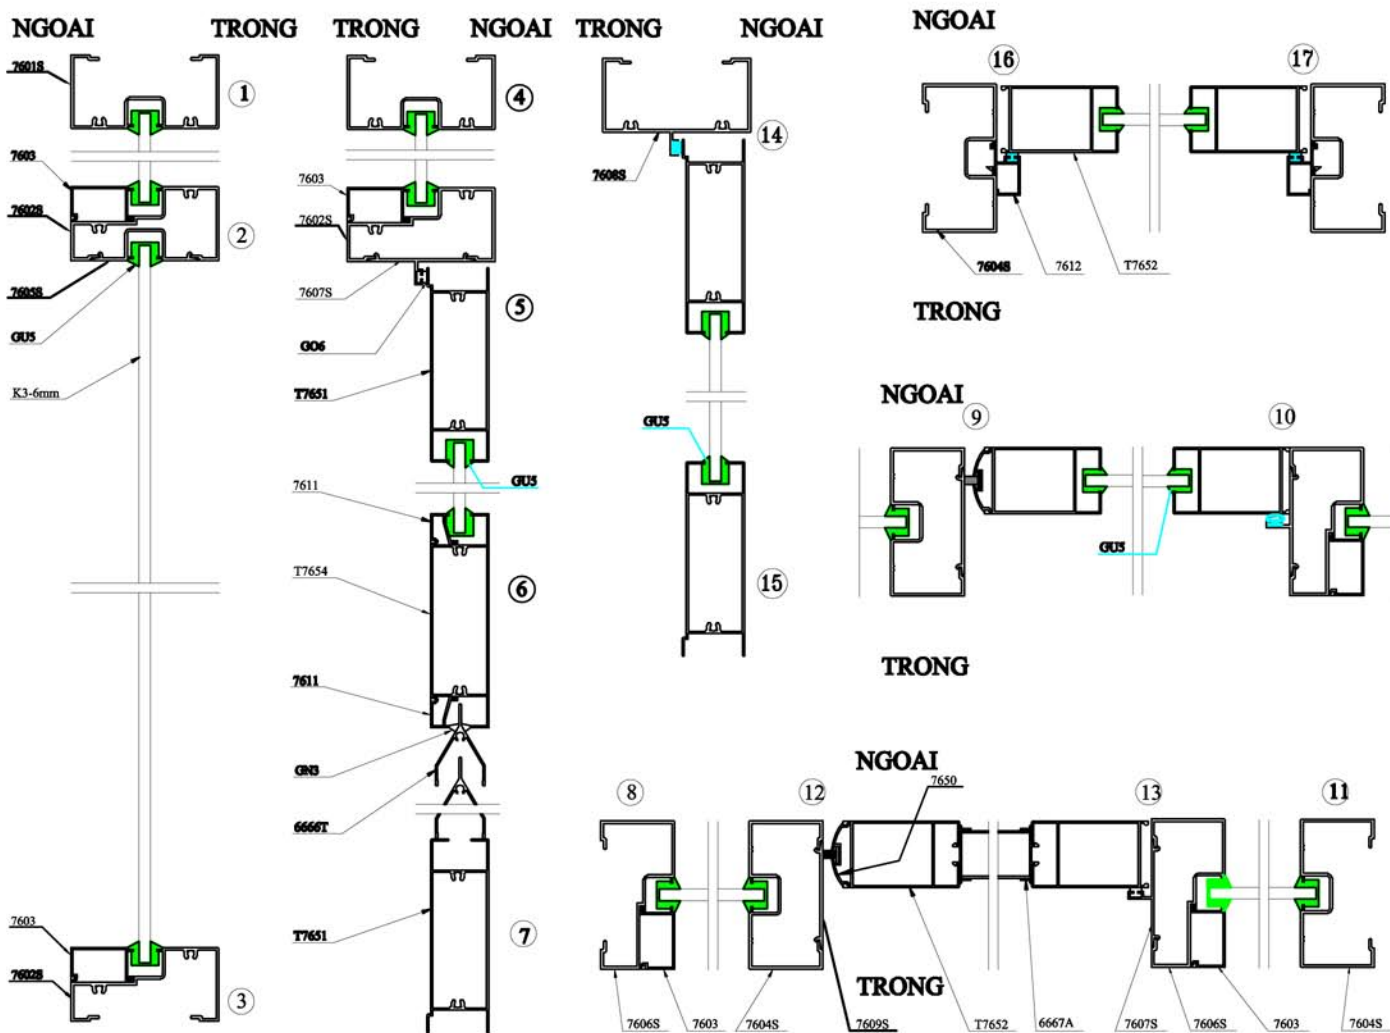 NGOAI TRONG TRONG NGOAI TRONG NGOAI
7601S
1
7603
7602S
2
7605S
GU5
K3-6mm
7603
7602S
3
4
7603
7602S
7607S
5
GO6
T7651
GU5
7611
T7654
6
7611
GN3
6666T
T7651
7
14
7608S
GU5
15
NGOAI
16
17
7604S
7612
T7652
TRONG
NGOAI
9
10
GU5
TRONG
NGOAI
7650
8
12
13
11
TRONG
7606S
7603
7604S
7609S
T7652
6667A
7607S
7606S
7603
7604S